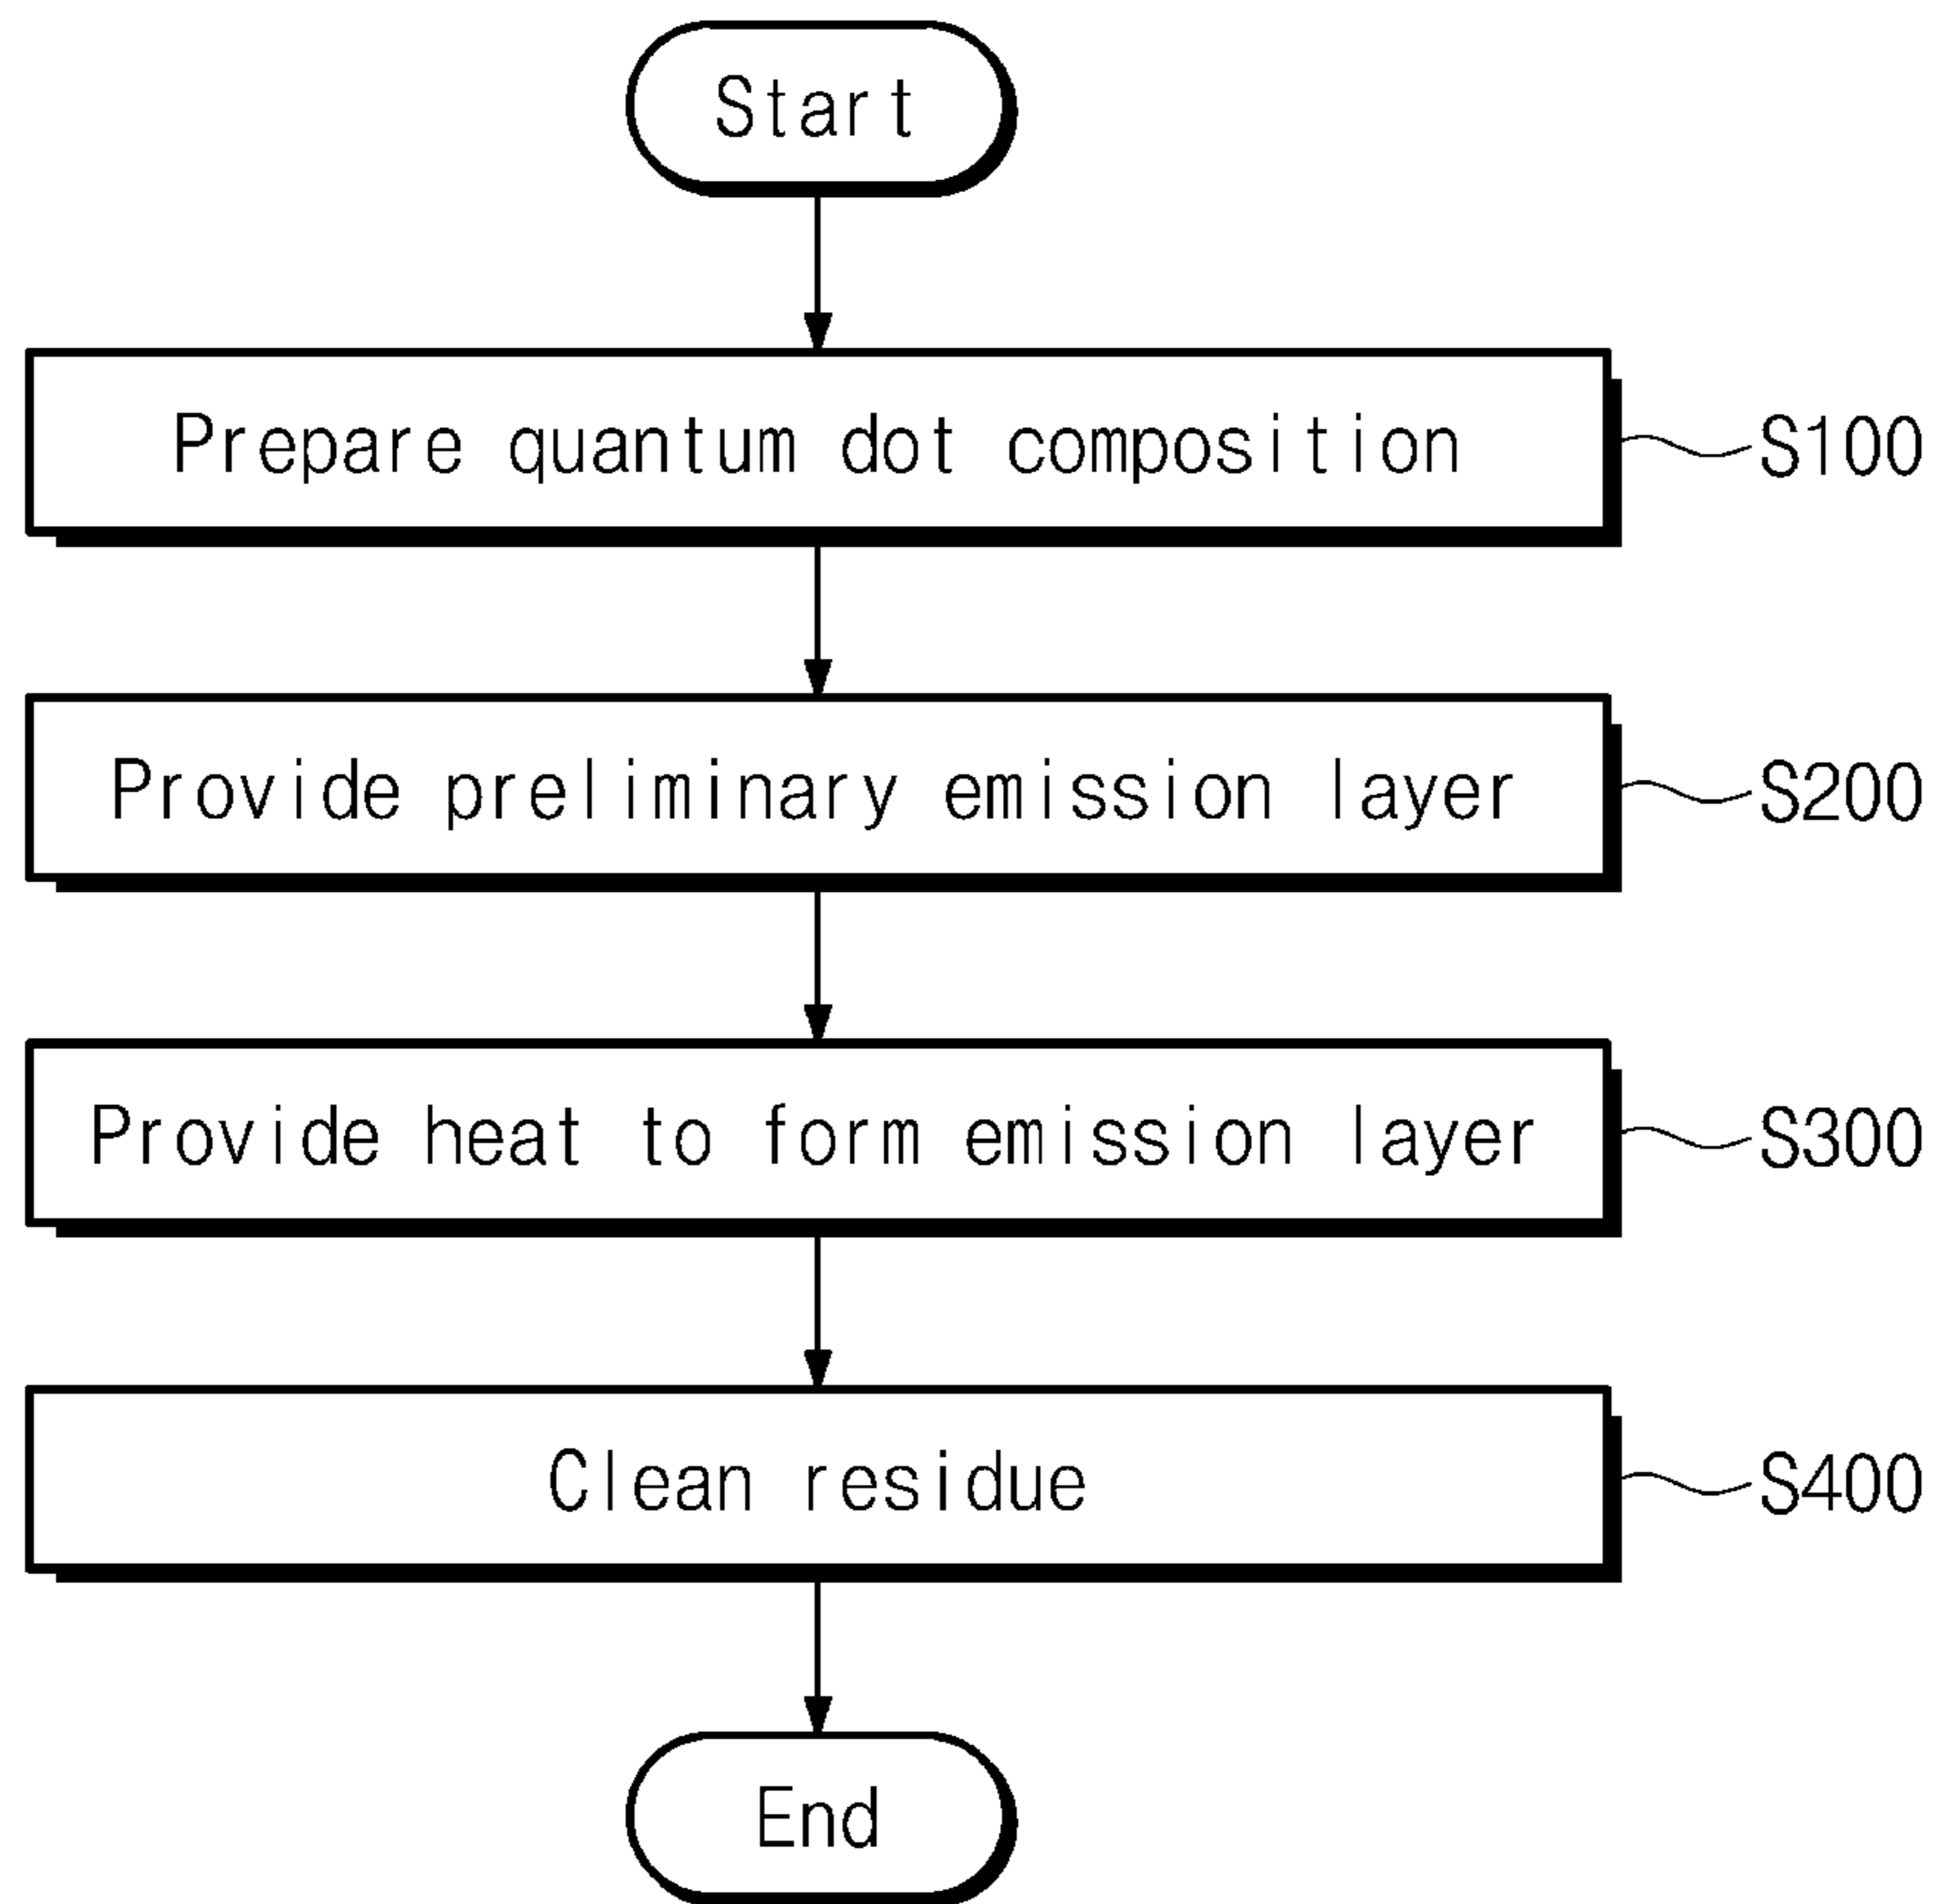 Start
Prepare quantum dot composition
S100
Provide preliminary emission layer
S200
Provide heat to form emission layer
S300
Clean residue
S400
End